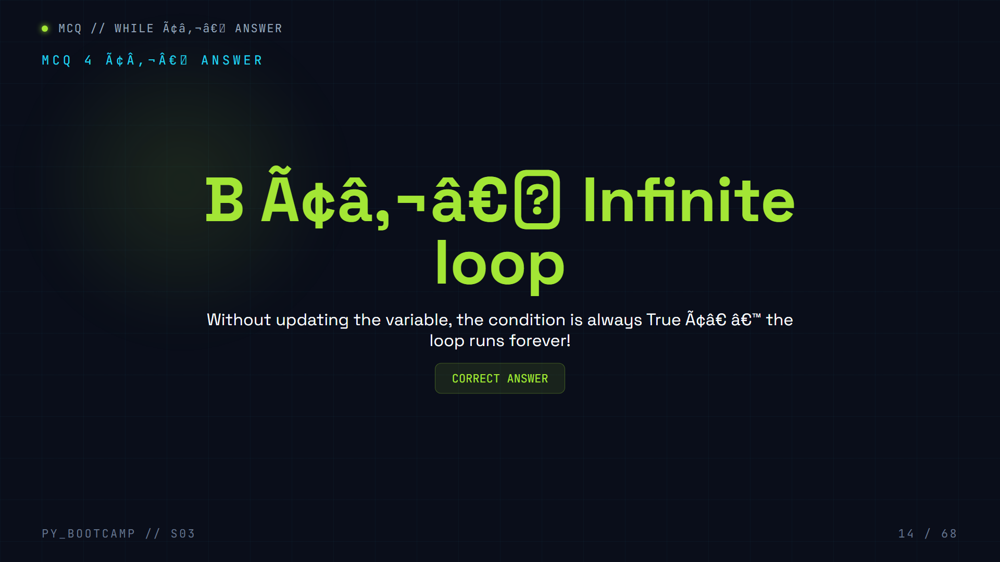 MCQ // WHILE Ã¢â‚¬â€� ANSWER
MCQ 4 Ã¢Â‚¬Â€� ANSWER
B Ã¢â‚¬â€� Infinite
loop
Without updating the variable, the condition is always True Ã¢â€ â€™ the
loop runs forever!
CORRECT ANSWER
PY_BOOTCAMP // S03
14 / 68